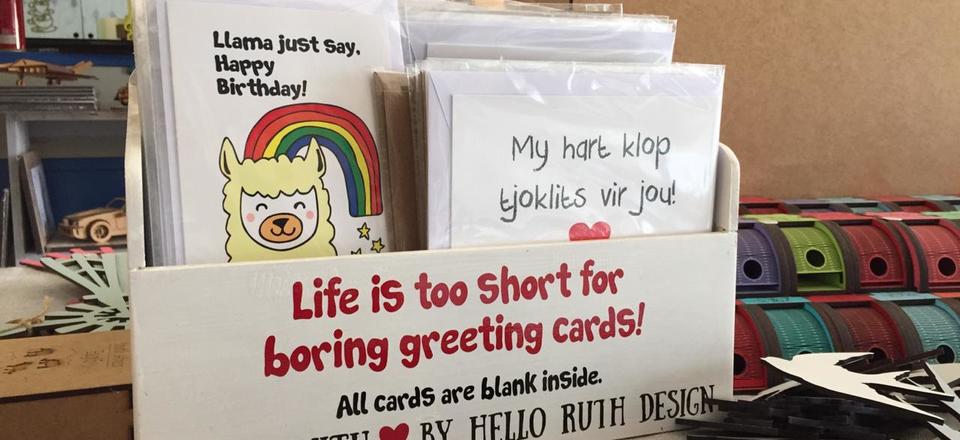 Llama just say,
Happy
Birthday!
My hart klop
tjoklits vir jou!
Life is too short for
boring greeting cards!
All cards are blank inside.
BY HELLO RUTH DESIGN